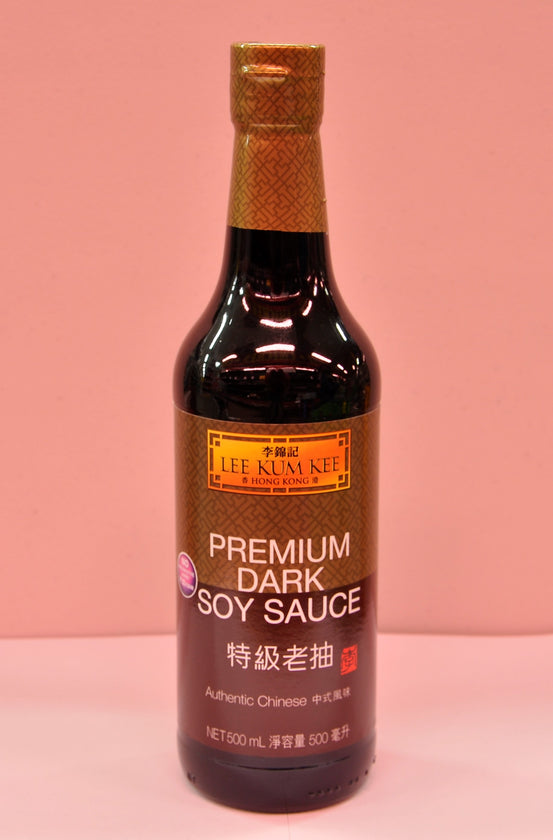 李錦記
LEE KUM KEE
香 HONG KONG 港
NO
PREMIUM
DARK
SOY SAUCE
特級老抽
Authentic Chinese 中式風味
NET 500 mL 淨容量 500 毫升